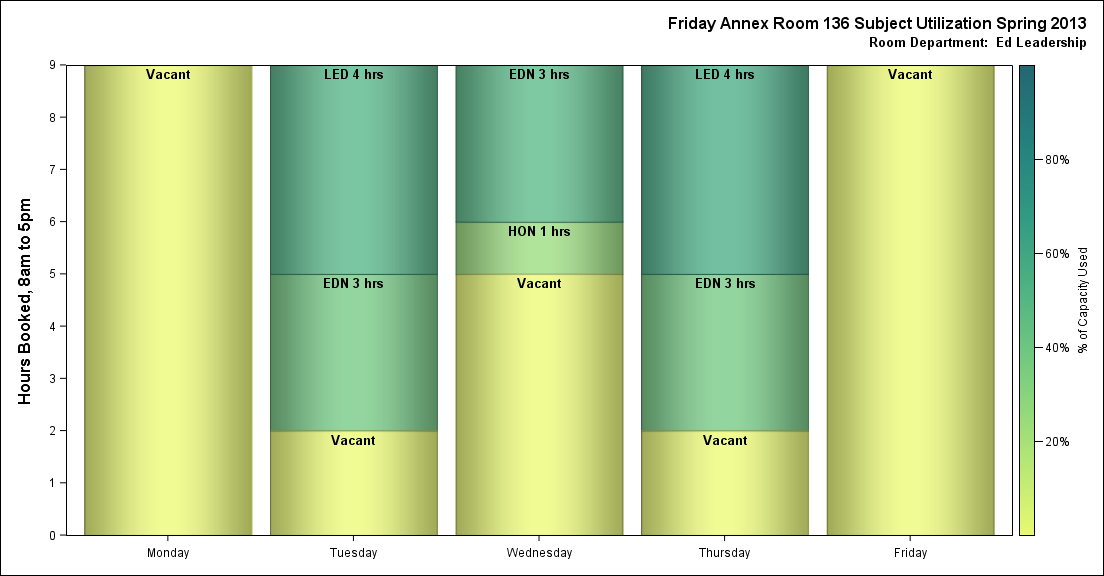 Friday Annex Room 136 Subject Utilization Spring 2013
Room Department: Ed Leadership
Hours Booked, 8am to 5pm
9
8
7
6
5
4
3
2
1
0
Vacant
LED 4 hrs
EDN 3 hrs
Vacant
EDN 3 hrs
HON 1 hrs
Vacant
LED 4 hrs
EDN 3 hrs
Vacant
Vacant
Monday
Tuesday
Wednesday
Thursday
Friday
80%
60%
40%
20%
% of Capacity Used